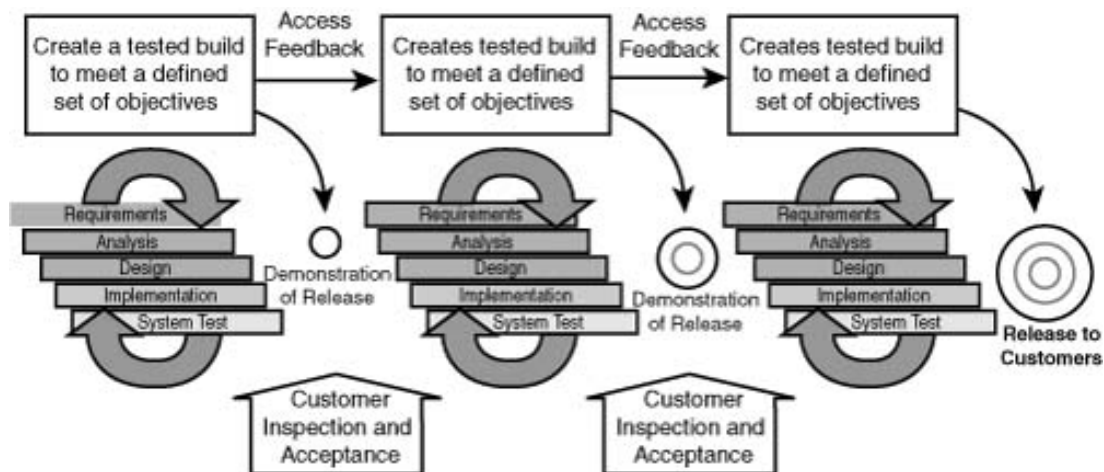 Create a tested build
to meet a defined
set of objectives
Access
Feedback
Creates tested build
to meet a defined
set of objectives
Access
Feedback
Creates tested build
to meet a defined
set of objectives
Requirements
Analysis
Design
Implementation
System Test
Demonstration
of Release
Requirements
Analysis
Design
Implementation
System Test
Demonstration
of Release
Requirements
Analysis
Design
Implementation
System Test
Release to
Customers
Customer
Inspection and
Acceptance
Customer
Inspection and
Acceptance